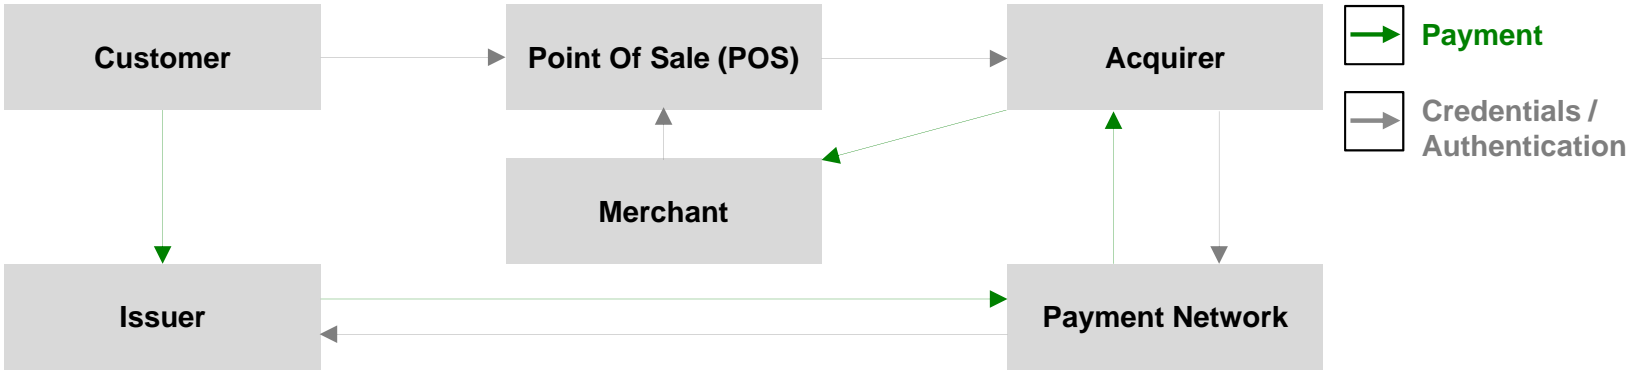 Customer
Point Of Sale (POS)
Acquirer
Payment
Credentials /
Authentication
Merchant
Issuer
Payment Network